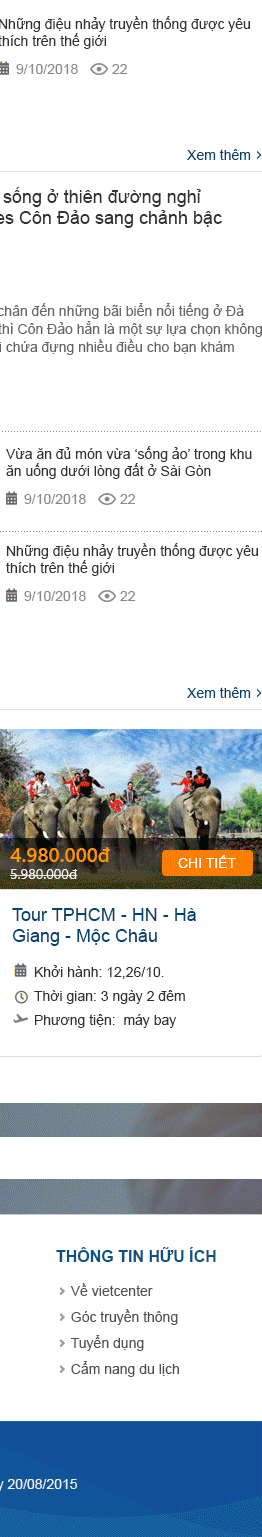 Những điệu nhảy truyền thống được yêu
thích trên thế giới
9/10/2018 22
Xem thêm
sống ở thiên đường nghỉ
es Côn Đảo sang chảnh bậc
chân đến những bãi biển nổi tiếng ở Đà
thì Côn Đảo hẳn là một sự lựa chọn không
i chứa đựng nhiều điều cho bạn khám
Vừa ăn đủ món vừa ‘sống ảo’ trong khu
ăn uống dưới lòng đất ở Sài Gòn
9/10/2018 22
Những điệu nhảy truyền thống được yêu
thích trên thế giới
9/10/2018 22
Xem thêm
4.980.000đ
5.980.000đ
CHI TIẾT
Tour TPHCM - HN - Hà
Giang - Mộc Châu
Khởi hành: 12,26/10.
Thời gian: 3 ngày 2 đêm
Phương tiện: máy bay
THÔNG TIN HỮU ÍCH
Về vietcenter
Góc truyền thông
Tuyển dụng
Cẩm nang du lịch
y 20/08/2015